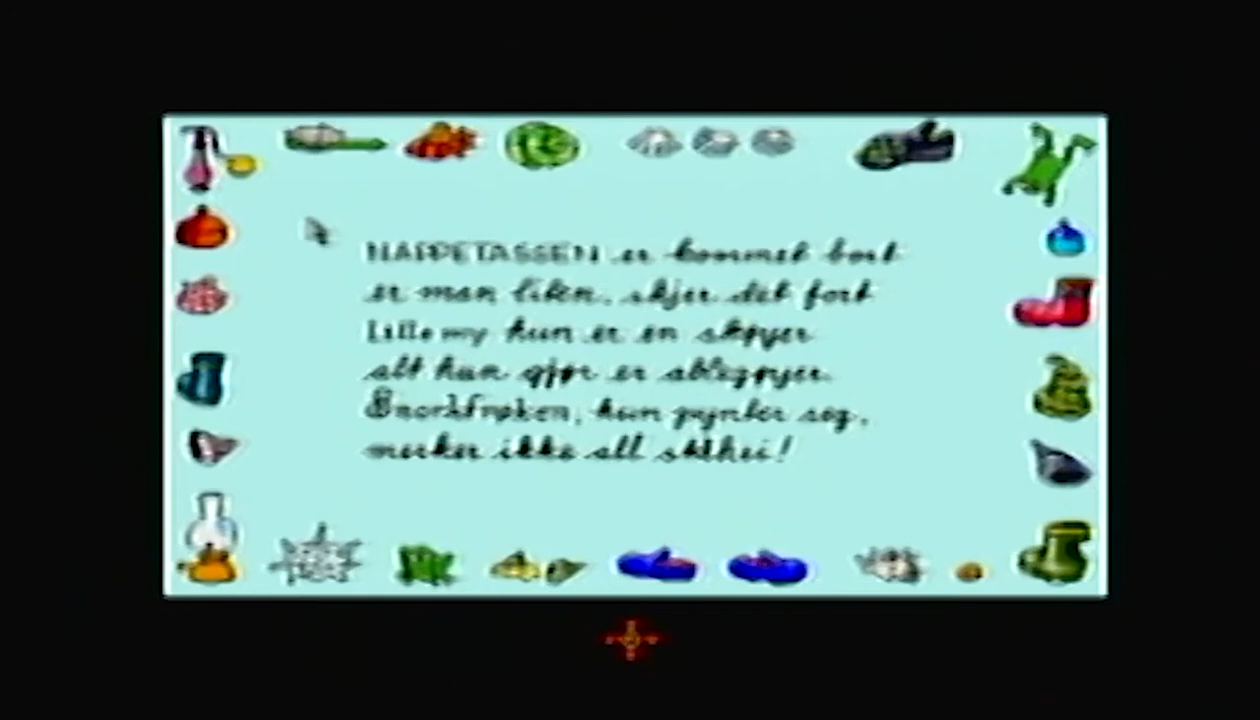 NAPPETASSEN er kommet bort
er man liten, skjer det fort
Lille my hun er en skøyer
alt hun gjør er ablegøyer.
Snorkfrøken, hun pynter seg,
merker ikke all